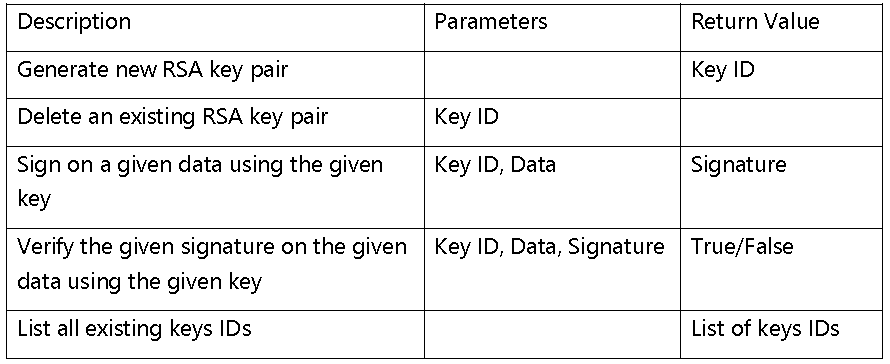 Description Parameters Return Value
Generate new RSA key pair Key ID
Delete an existing RSA key pair Key ID
Sign on a given data using the given Key ID, Data Signature
key
Verify the given signature on the given Key ID, Data, Signature True/False
data using the given key
List all existing keys IDs List of keys IDs